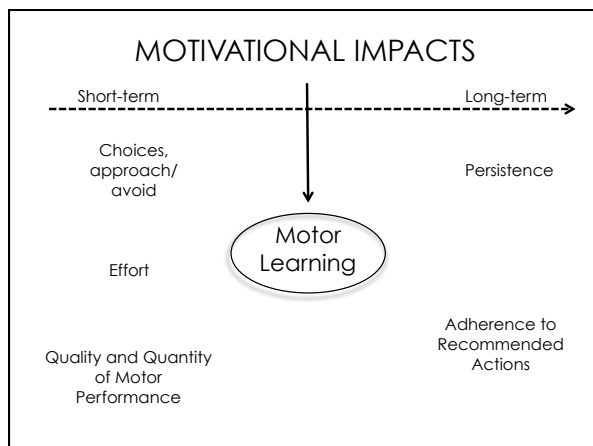 MOTIVATIONAL IMPACTS
Short-term
Long-term
Choices,
approach/
avoid
Persistence
Motor
Learning
Effort
Adherence to
Recommended
Actions
Quality and Quantity
of Motor
Performance